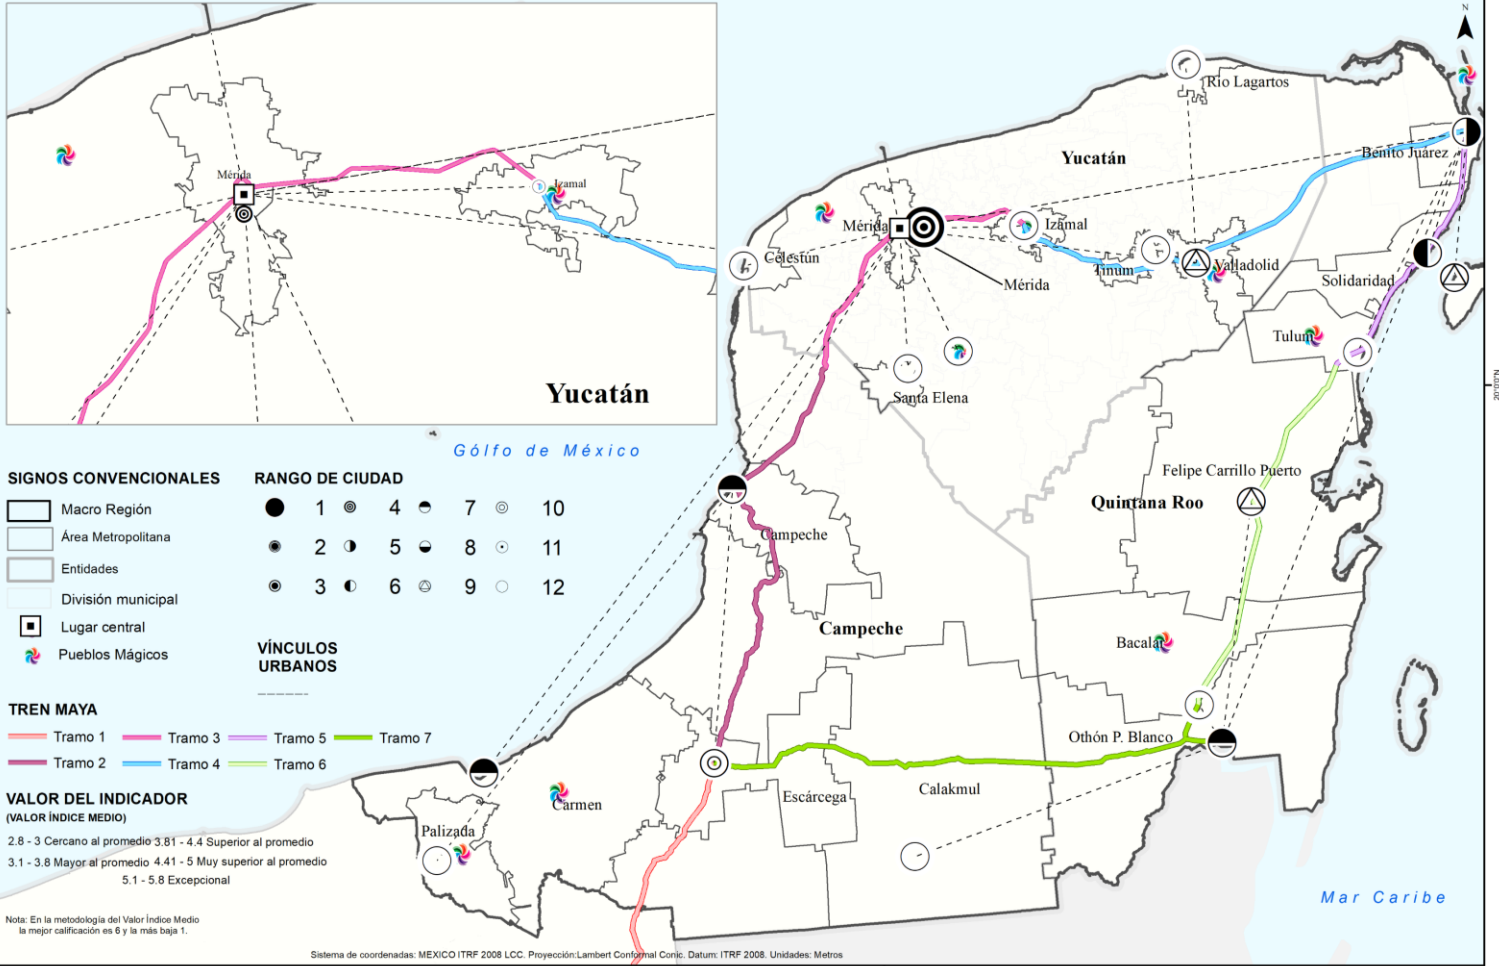 Mérida
Izamal
Yucatán
N
Río Lagartos
Yucatán
Benito Juárez
Mérida
Izamal
Celestún
Tinum
Valladolid
Mérida
Solidaridad
Tulum
Santa Elena
20°0'0"N
Gólfo de México
Felipe Carrillo Puerto
Quintana Roo
Campeche
Campeche
Bacalar
Othón P. Blanco
Escárcega
Calakmul
Carmen
Palizada
Mar Caribe
SIGNOS CONVENCIONALES
Macro Región
Área Metropolitana
Entidades
División municipal
Lugar central
Pueblos Mágicos
RANGO DE CIUDAD
1 4 7 10
2 5 8 11
3 6 9 12
VÍNCULOS
URBANOS
TREN MAYA
Tramo 1 Tramo 3 Tramo 5 Tramo 7
Tramo 2 Tramo 4 Tramo 6
VALOR DEL INDICADOR
(VALOR ÍNDICE MEDIO)
2.8 - 3 Cercano al promedio 3.81 - 4.4 Superior al promedio
3.1 - 3.8 Mayor al promedio 4.41 - 5 Muy superior al promedio
5.1 - 5.8 Excepcional
Nota: En la metodología del Valor Índice Medio
la mejor calificación es 6 y la más baja 1.
Sistema de coordenadas: MEXICO ITRF 2008 LCC. Proyección:Lambert Conformal Conic. Datum: ITRF 2008. Unidades: Metros